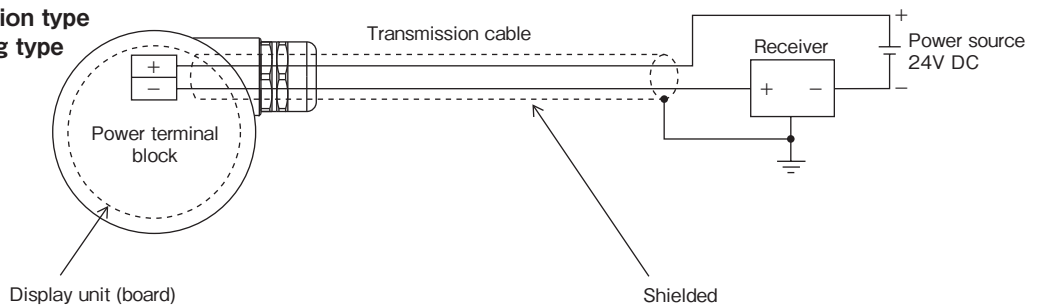 ion type
g type
Transmission cable
+
Receiver
Power source
24V DC
+
−
+ −
−
Power terminal
block
Display unit (board)
Shielded